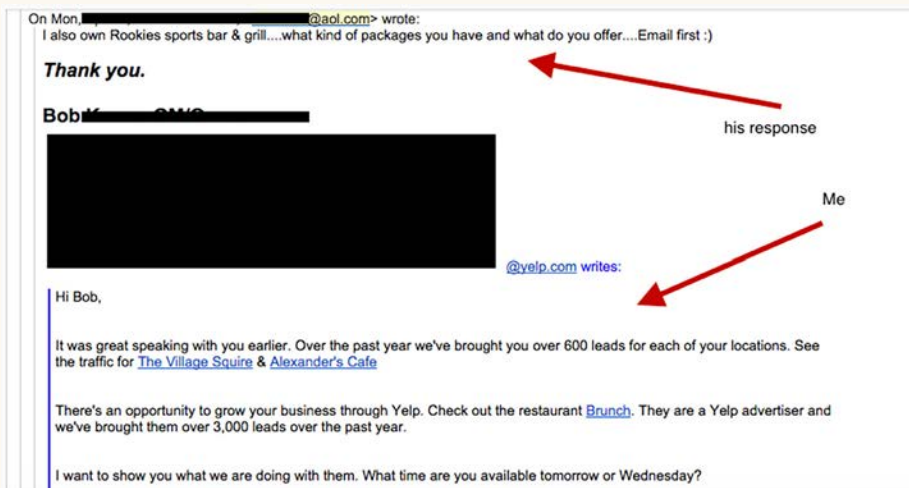 On Mon, @aol.com> wrote:
I also own Rookies sports bar & grill....what kind of packages you have and what do you offer....Email first :)
Thank you.
Bob
his response
Me
@yelp.com writes:
Hi Bob,
It was great speaking with you earlier. Over the past year we've brought you over 600 leads for each of your locations. See
the traffic for The Village Squire & Alexander's Cafe
There's an opportunity to grow your business through Yelp. Check out the restaurant Brunch. They are a Yelp advertiser and
we've brought them over 3,000 leads over the past year.
I want to show you what we are doing with them. What time are you available tomorrow or Wednesday?